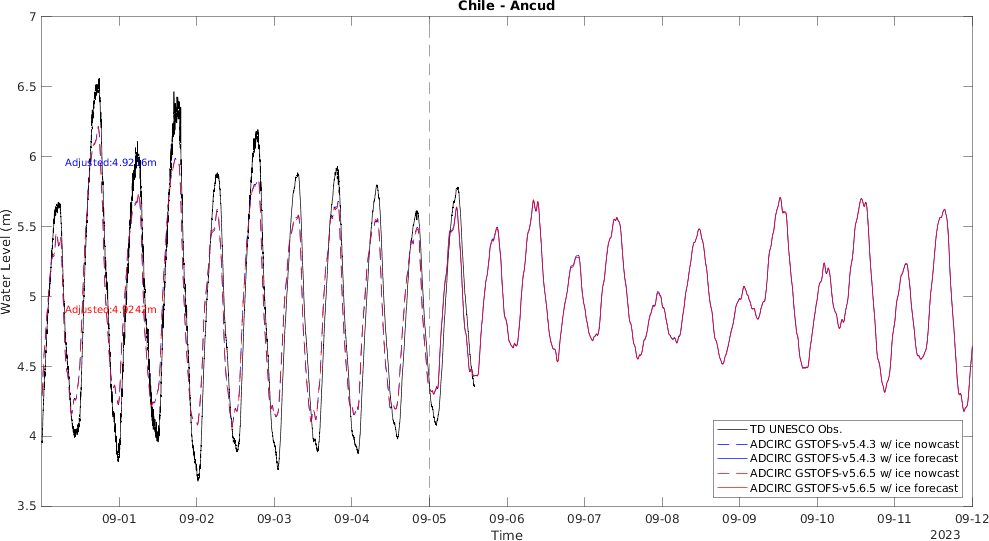 Chile - Ancud
7
6.5
6
5.5
5
4.5
4
3.5
Water Level (m)
Adjusted:4.9242m
09-01
09-02
09-03
09-04
09-05
09-06
09-07
09-08
09-09
09-10
09-11
09-12
Time
2023
TD UNESCO Obs.
ADCIRC GSTOFS-v5.4.3 w/ ice nowcast
ADCIRC GSTOFS-v5.4.3 w/ ice forecast
ADCIRC GSTOFS-v5.6.5 w/ ice nowcast
ADCIRC GSTOFS-v5.6.5 w/ ice forecast